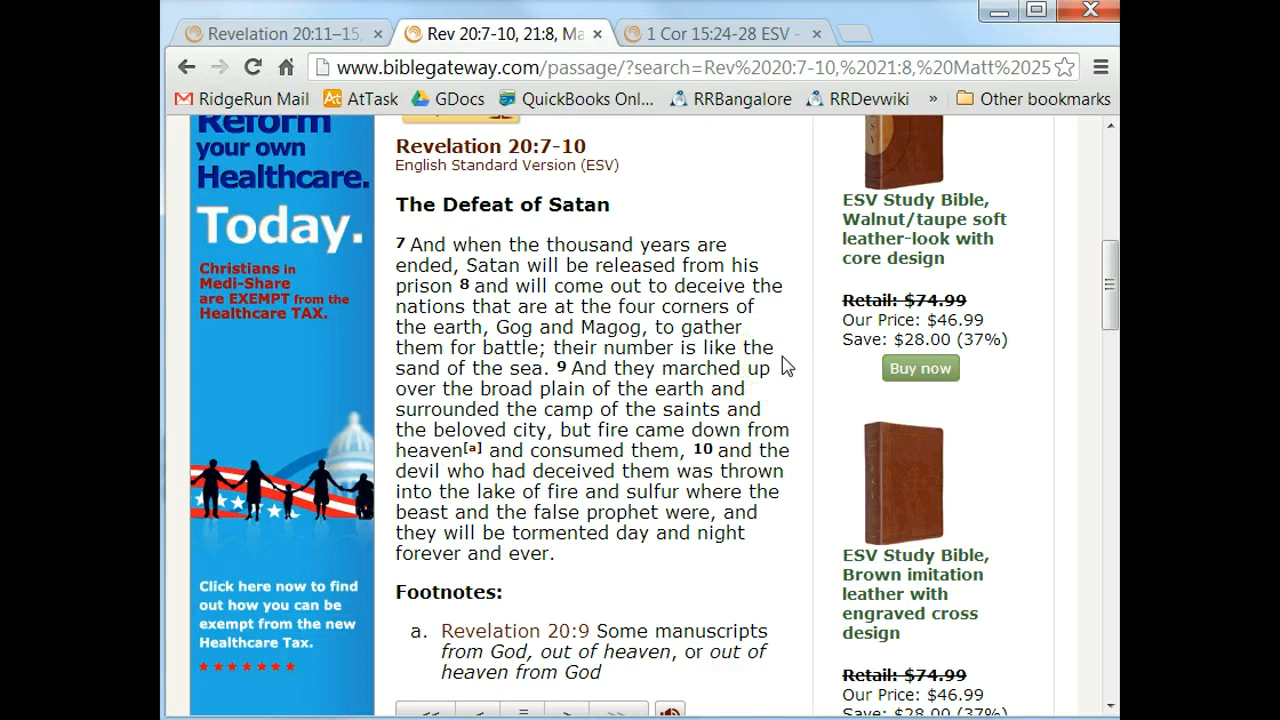 Revelation 20:11–15,
Rev 20:7-10, 21:8, Ma
1 Cor 15:24-28 ESV -
www.biblegateway.com/passage/?search=Rev%2020:7-10,%2021:8,%20Matt%2025
RidgeRun Mail
AtTask
GDocs
QuickBooks Onl...
RRBangalore
RRDevwiki
»
Other bookmarks
Reform
your own
Healthcare.
Today.
Christians in
Medi-Share
are EXEMPT from the
Healthcare TAX.
Click here now to find
out how you can be
exempt from the new
Healthcare Tax.
Revelation 20:7-10
English Standard Version (ESV)
The Defeat of Satan
7 And when the thousand years are
ended, Satan will be released from his
prison 8 and will come out to deceive the
nations that are at the four corners of
the earth, Gog and Magog, to gather
them for battle; their number is like the
sand of the sea. 9 And they marched up
over the broad plain of the earth and
surrounded the camp of the saints and
the beloved city, but fire came down from
heaven[a] and consumed them, 10 and the
devil who had deceived them was thrown
into the lake of fire and sulfur where the
beast and the false prophet were, and
they will be tormented day and night
forever and ever.
Footnotes:
a. Revelation 20:9 Some manuscripts
from God, out of heaven, or out of
heaven from God
ESV Study Bible,
Walnut/taupe soft
leather-look with
core design
Retail: $74.99
Our Price: $46.99
Save: $28.00 (37%)
Buy now
ESV Study Bible,
Brown imitation
leather with
engraved cross
design
Retail: $74.99
Our Price: $46.99
Save: $28.00 (37%)